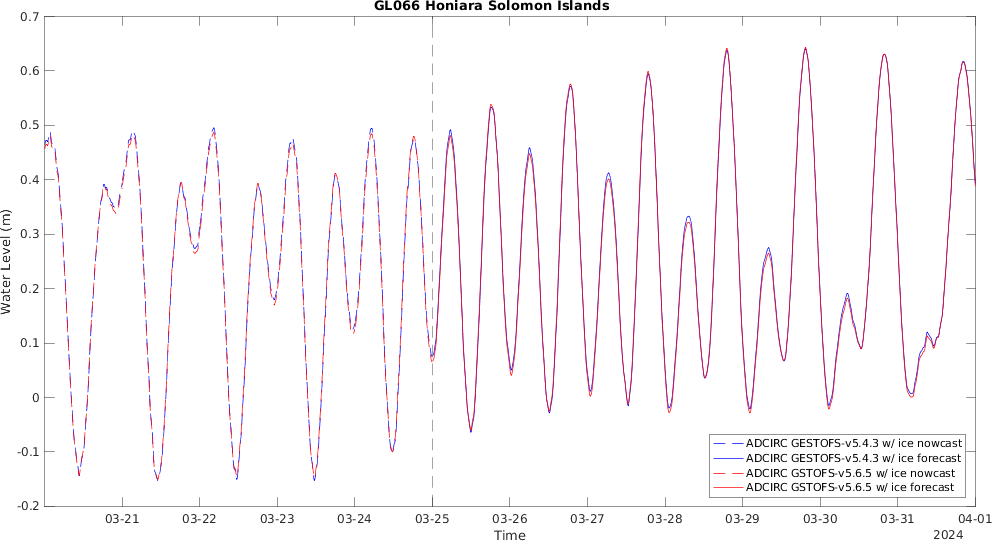 GL066 Honiara Solomon Islands
Water Level (m)
0.7
0.6
0.5
0.4
0.3
0.2
0.1
0
-0.1
-0.2
ADCIRC GESTOFS-v5.4.3 w/ ice nowcast
ADCIRC GESTOFS-v5.4.3 w/ ice forecast
ADCIRC GSTOFS-v5.6.5 w/ ice nowcast
ADCIRC GSTOFS-v5.6.5 w/ ice forecast
03-21 03-22 03-23 03-24 03-25 03-26 03-27 03-28 03-29 03-30 03-31 04-01
Time
2024